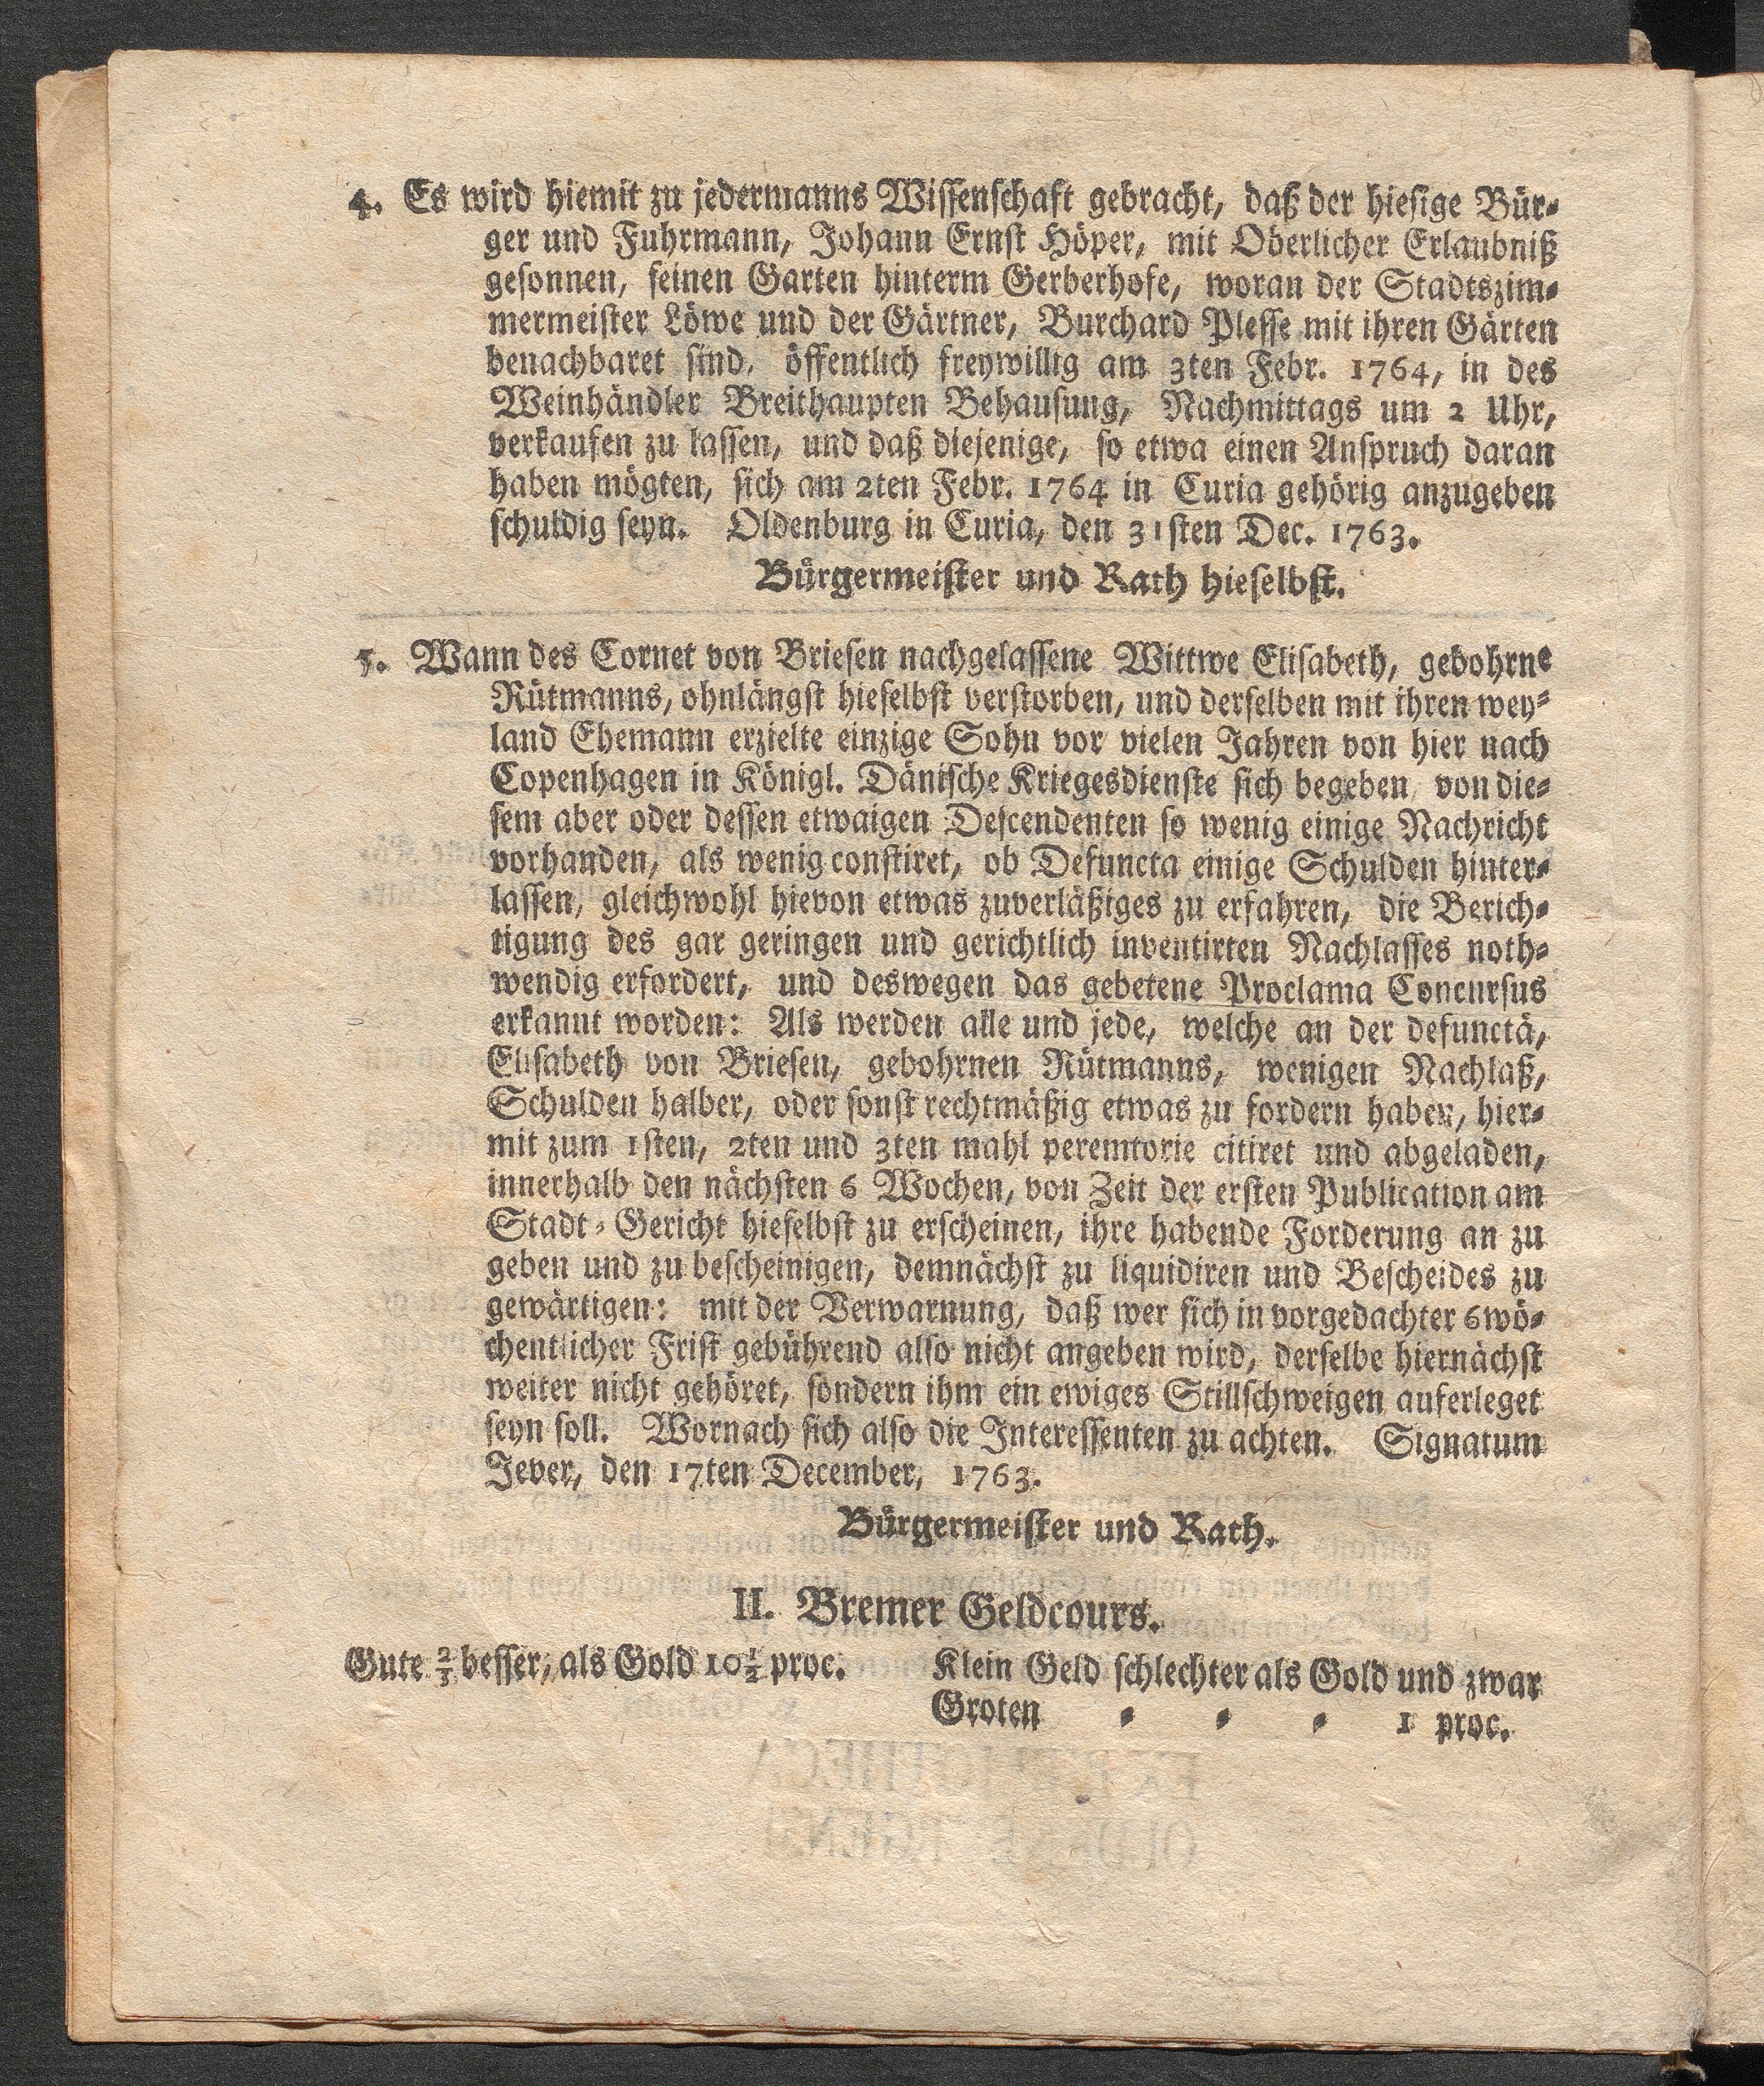 4. Es wird hiemit zu jedermanns Wissenschaft gebracht, daß der hiesige Bür-
ger und Fuhrmann, Johann Ernst Höper, mit Oberlicher Erlaubniß
gesonnen, seinen Garten hinterm Gerberhofe, woran der Stadtszim-
mermeister Löwe und der Gärtner, Burchard Plesse mit ihren Gärten
benachbaret sind, öffentlich freywillig am 3ten Febr. 1764, in des
Weinhändler Breithaupten Behausung, Nachmittags um 2 Uhr,
verkaufen zu lassen, und daß diejenige, so etwa einen Anspruch daran
haben mögten, sich am 2ten Febr. 1764 in Curia gehörig anzugeben
schuldig seyn. Oldenburg in Curia, den 31sten Dec. 1763.
Bürgermeister und Rath hieselbst.
5. Wann des Cornet von Briesen nachgelassene Wittwe Elisabeth, gebohrne
Rütmanns, ohnlängst hieselbst verstorben, und derselben mit ihren wey-
land Ehemann erzielte einzige Sohn vor vielen Jahren von hier nach
Copenhagen in Königl. Dänische Kriegesdienste sich begeben, von die-
sem aber oder dessen etwaigen Descendenten so wenig einige Nachricht
vorhanden, als wenig constiret, ob Defuncta einige Schulden hinter-
lassen, gleichwohl hievon etwas zuverläßiges zu erfahren, die Berich-
tigung des gar geringen und gerichtlich inventirten Nachlasses noth-
wendig erfordert, und deswegen das gebetene Proclama Concursus
erkannt worden: Als werden alle und jede, welche an der defunctä,
Elisabeth von Briesen, gebohrnen Rütmanns, wenigen Nachlaß,
Schulden halber, oder sonst rechtmäßig etwas zu fordern haben, hier-
mit zum 1sten, 2ten und 3ten mahl peremtorie citiret und abgeladen,
innerhalb den nächsten 6 Wochen, von Zeit der ersten Publication am
Stadt-Gericht hieselbst zu erscheinen, ihre habende Forderung an zu
geben und zu bescheinigen, demnächst zu liquidiren und Bescheides zu
gewärtigen: mit der Verwarnung, daß wer sich in vorgedachter 6wö-
chentlicher Frist gebührend also nicht angeben wird, derselbe hiernächst
weiter nicht gehöret, sondern ihm ein ewiges Stillschweigen auferleget
seyn soll. Wornach sich also die Interessenten zu achten. Signatum
Jever, den 17ten December, 1763.
Bürgermeister und Rath.
II. Bremer Geldcours.
Gute 2/3 besser, als Gold 10 1/2 proc.
Klein Geld schlechter als Gold und zwar
Groten - - - 1 proc.